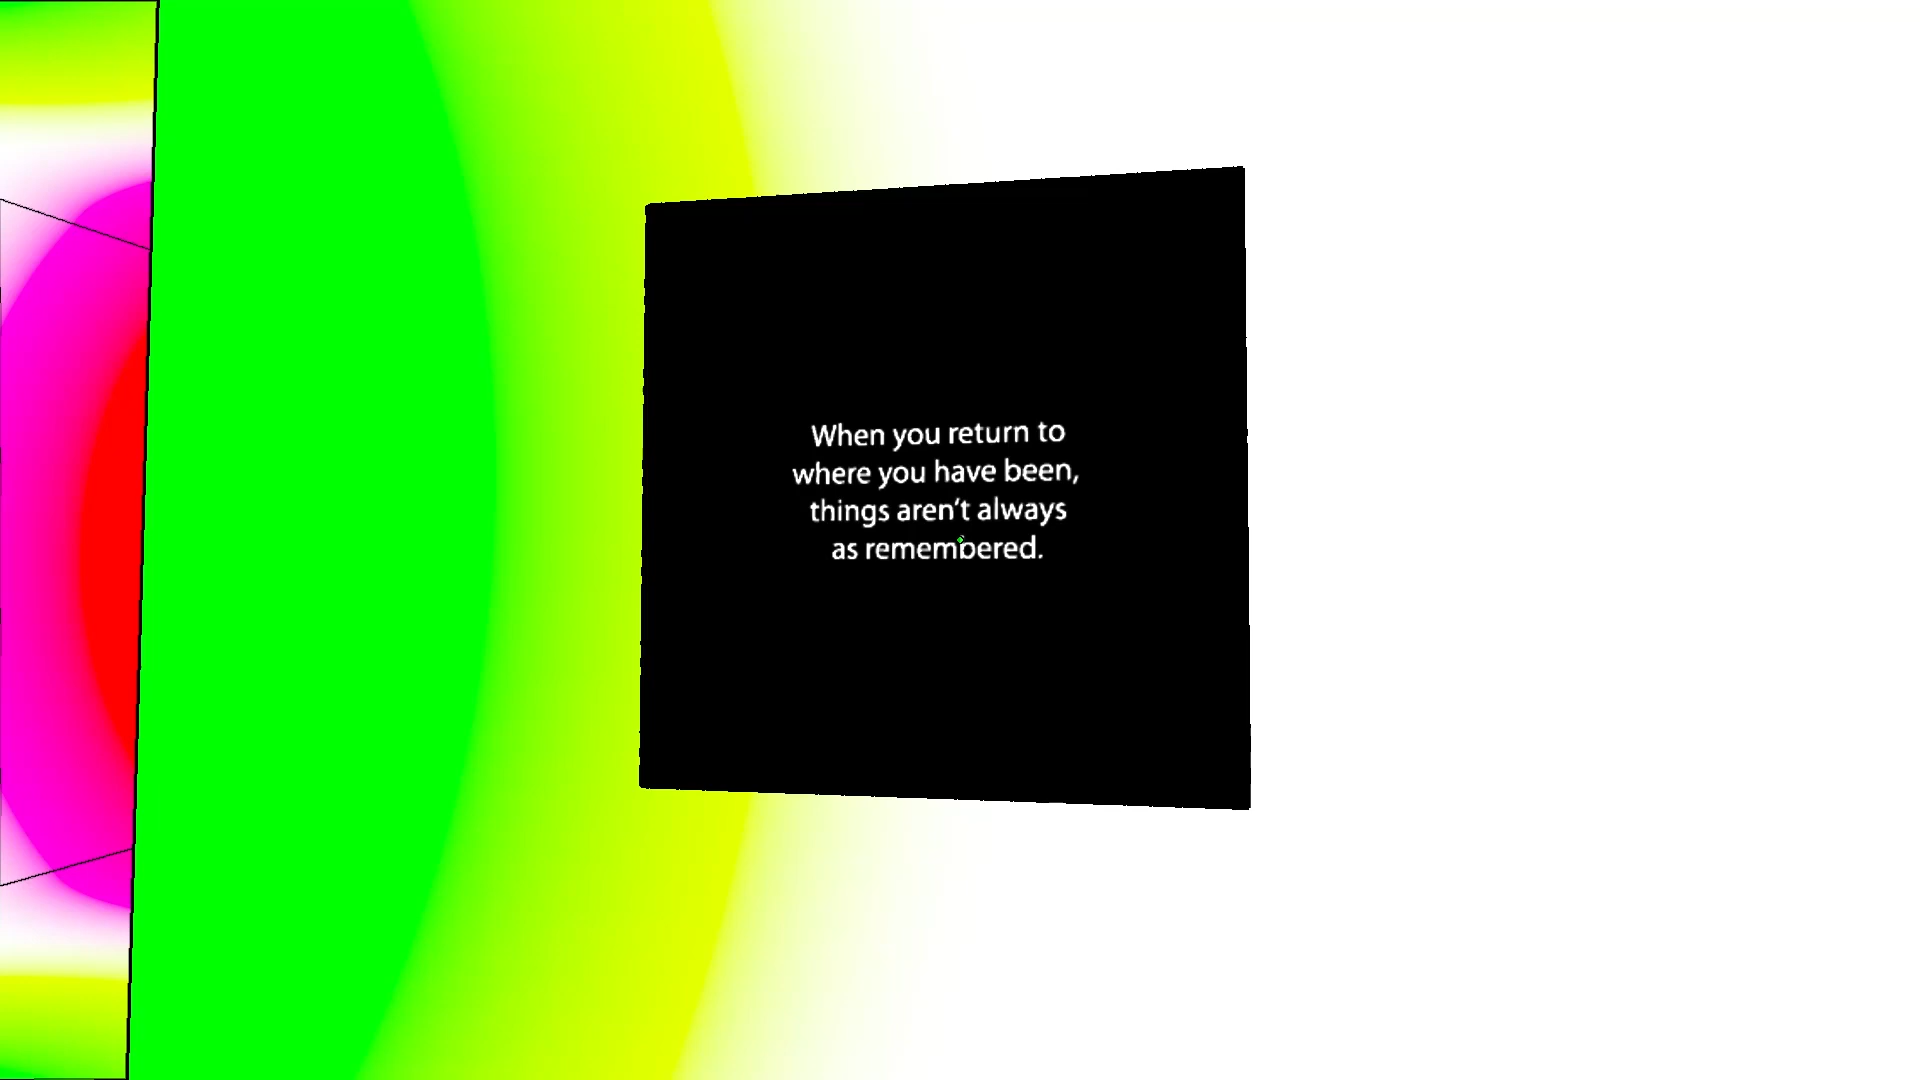 When you return to
where you have been,
things aren't always
as remembered.